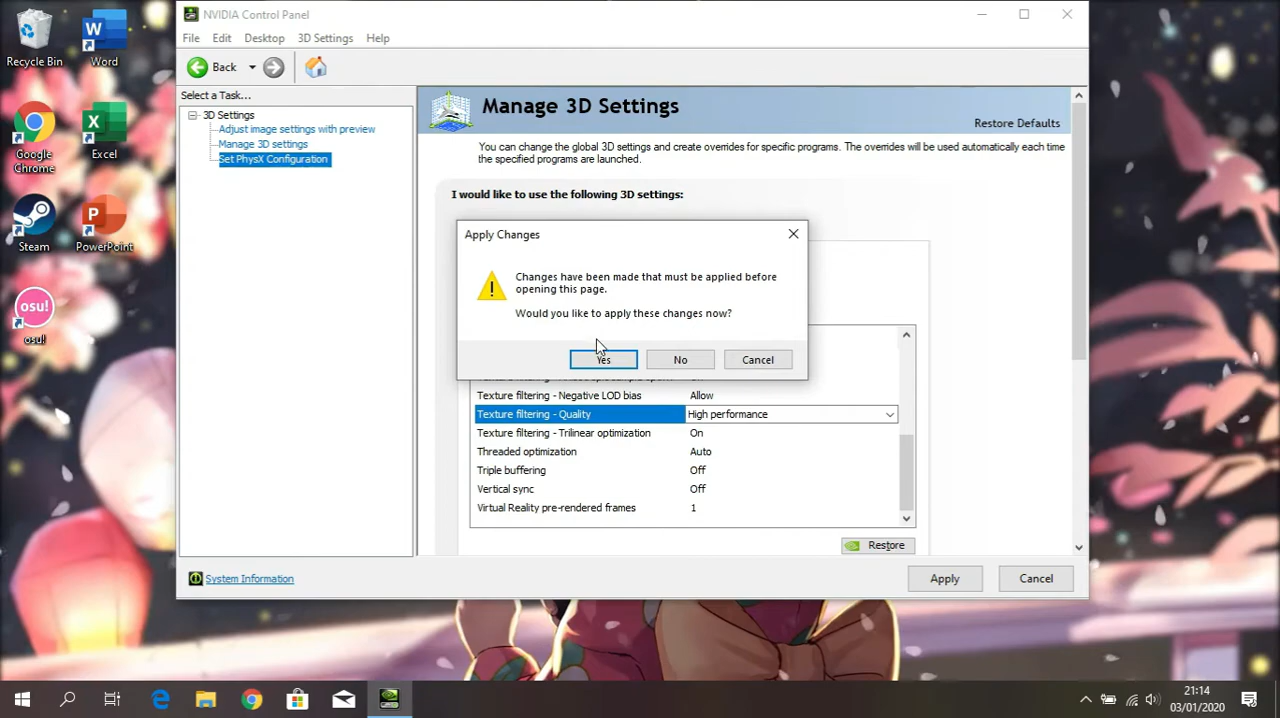 Recycle Bin
Word
Google
Chrome
Excel
Steam
PowerPoint
osu!
osu!
NVIDIA Control Panel
File Edit Desktop 3D Settings Help
Back
Select a Task...
3D Settings
Adjust image settings with preview
Manage 3D settings
Set PhysX Configuration
System Information
Manage 3D Settings
Restore Defaults
You can change the global 3D settings and create overrides for specific programs. The overrides will be used automatically each time
the specified programs are launched.
I would like to use the following 3D settings:
Apply Changes
Changes have been made that must be applied before
opening this page.
Would you like to apply these changes now?
Yes No Cancel
Texture filtering - Negative LOD bias Allow
Texture filtering - Quality High performance
Texture filtering - Trilinear optimization On
Threaded optimization Auto
Triple buffering Off
Vertical sync Off
Virtual Reality pre-rendered frames 1
Restore
Apply Cancel
21:14
03/01/2020